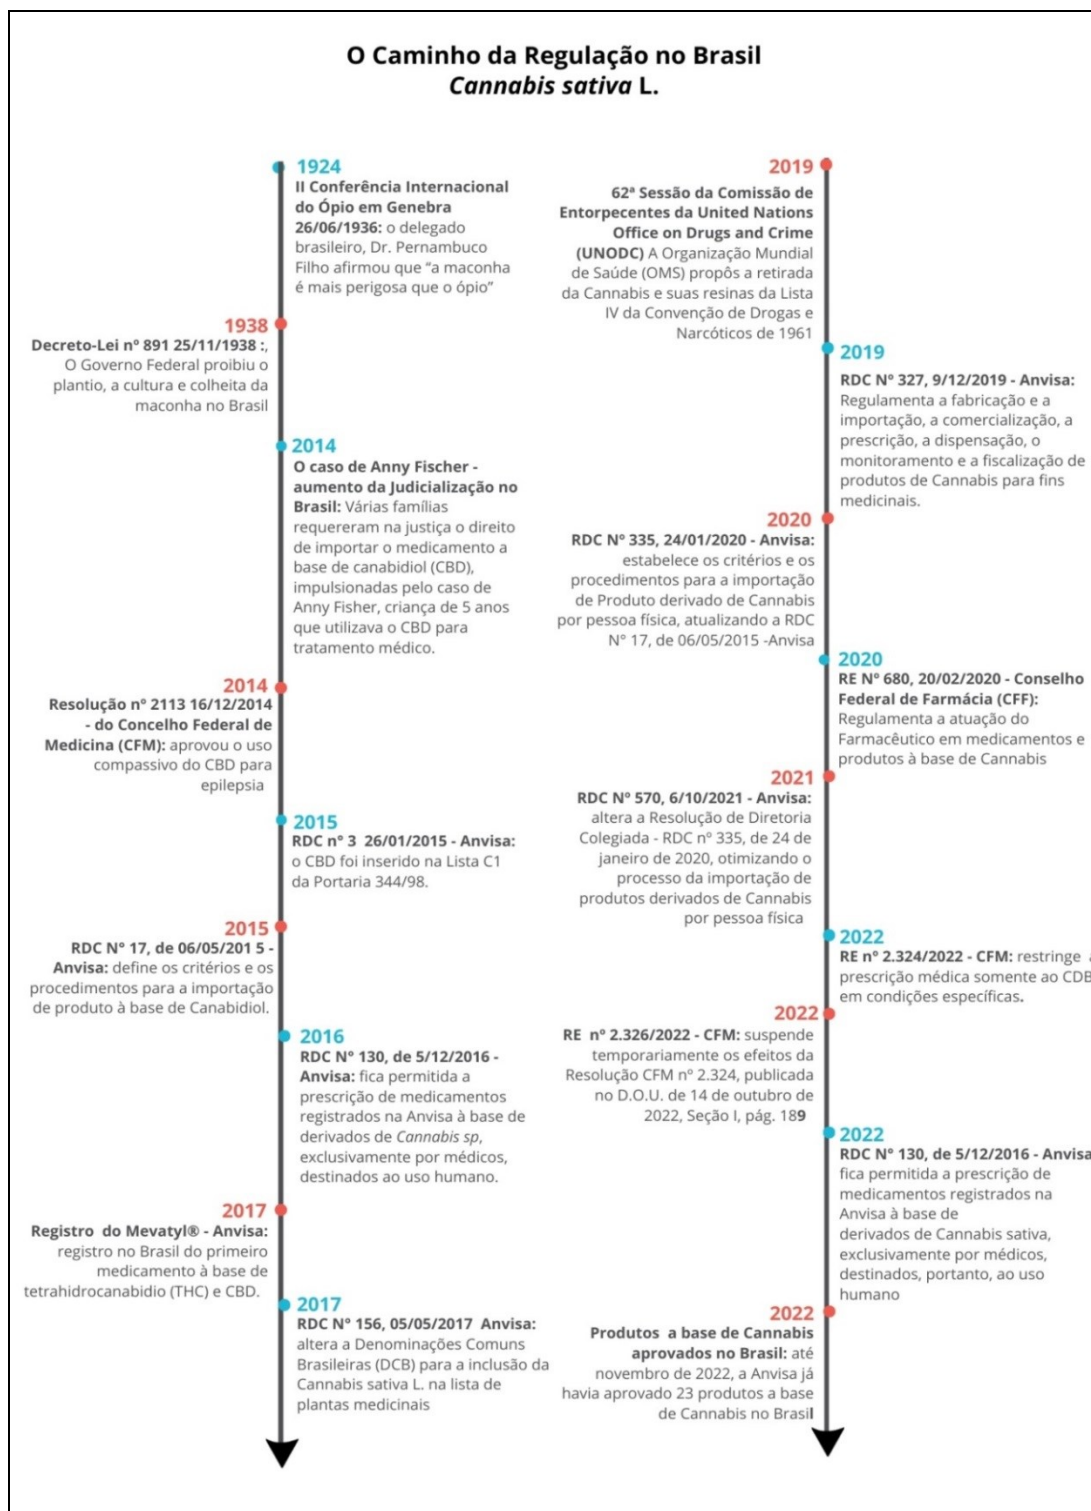 O Caminho da Regulação no Brasil
Cannabis sativa L.
1924
II Conferência Internacional
do Ópio em Genebra
26/06/1936: o delegado
brasileiro, Dr. Pernambuco
Filho afirmou que “a maconha
é mais perigosa que o ópio”
1938
Decreto-Lei nº 891 25/11/1938 :,
O Governo Federal proibiu o
plantio, a cultura e colheita da
maconha no Brasil
2014
O caso de Anny Fischer -
aumento da Judicialização no
Brasil: Várias famílias
requereram na justiça o direito
de importar o medicamento a
base de canabidiol (CBD),
impulsionadas pelo caso de
Anny Fisher, criança de 5 anos
que utilizava o CBD para
tratamento médico.
2014
Resolução nº 2113 16/12/2014
- do Concelho Federal de
Medicina (CFM): aprovou o uso
compassivo do CBD para
epilepsia
2015
RDC nº 3 26/01/2015 - Anvisa:
o CBD foi inserido na Lista C1
da Portaria 344/98.
2015
RDC Nº 17, de 06/05/201 5 -
Anvisa: define os critérios e os
procedimentos para a importação
de produto à base de Canabidiol.
2016
RDC Nº 130, de 5/12/2016 -
Anvisa: fica permitida a
prescrição de medicamentos
registrados na Anvisa à base de
derivados de Cannabis sp,
exclusivamente por médicos,
destinados ao uso humano.
2017
Registro do Mevatyl® - Anvisa:
registro no Brasil do primeiro
medicamento à base de
tetrahidrocanabidio (THC) e CBD.
2017
RDC Nº 156, 05/05/2017 Anvisa:
altera a Denominações Comuns
Brasileiras (DCB) para a inclusão da
Cannabis sativa L. na lista de
plantas medicinais
2019
62ª Sessão da Comissão de
Entorpecentes da United Nations
Office on Drugs and Crime
(UNODC) A Organização Mundial
de Saúde (OMS) propôs a retirada
da Cannabis e suas resinas da Lista
IV da Convenção de Drogas e
Narcóticos de 1961
2019
RDC Nº 327, 9/12/2019 - Anvisa:
Regulamenta a fabricação e a
importação, a comercialização, a
prescrição, a dispensação, o
monitoramento e a fiscalização de
produtos de Cannabis para fins
medicinais.
2020
RDC Nº 335, 24/01/2020 - Anvisa:
estabelece os critérios e os
procedimentos para a importação
de Produto derivado de Cannabis
por pessoa física, atualizando a RDC
N° 17, de 06/05/2015 -Anvisa
2020
RE Nº 680, 20/02/2020 - Conselho
Federal de Farmácia (CFF):
Regulamenta a atuação do
Farmacêutico em medicamentos e
produtos à base de Cannabis
2021
RDC Nº 570, 6/10/2021 - Anvisa:
altera a Resolução de Diretoria
Colegiada - RDC nº 335, de 24 de
janeiro de 2020, otimizando o
processo da importação de
produtos derivados de Cannabis
por pessoa física
2022
RE nº 2.324/2022 - CFM: restringe a
prescrição médica somente ao CDB
em condições específicas.
2022
RE nº 2.326/2022 - CFM: suspende
temporariamente os efeitos da
Resolução CFM nº 2.324, publicada
no D.O.U. de 14 de outubro de
2022, Seção I, pág. 189
2022
RDC Nº 130, de 5/12/2016 - Anvisa
fica permitida a prescrição de
medicamentos registrados na
Anvisa à base de
derivados de Cannabis sativa,
exclusivamente por médicos,
destinados, portanto, ao uso
humano
2022
Produtos a base de Cannabis
aprovados no Brasil: até
novembro de 2022, a Anvisa já
havia aprovado 23 produtos a base
de Cannabis no Brasil